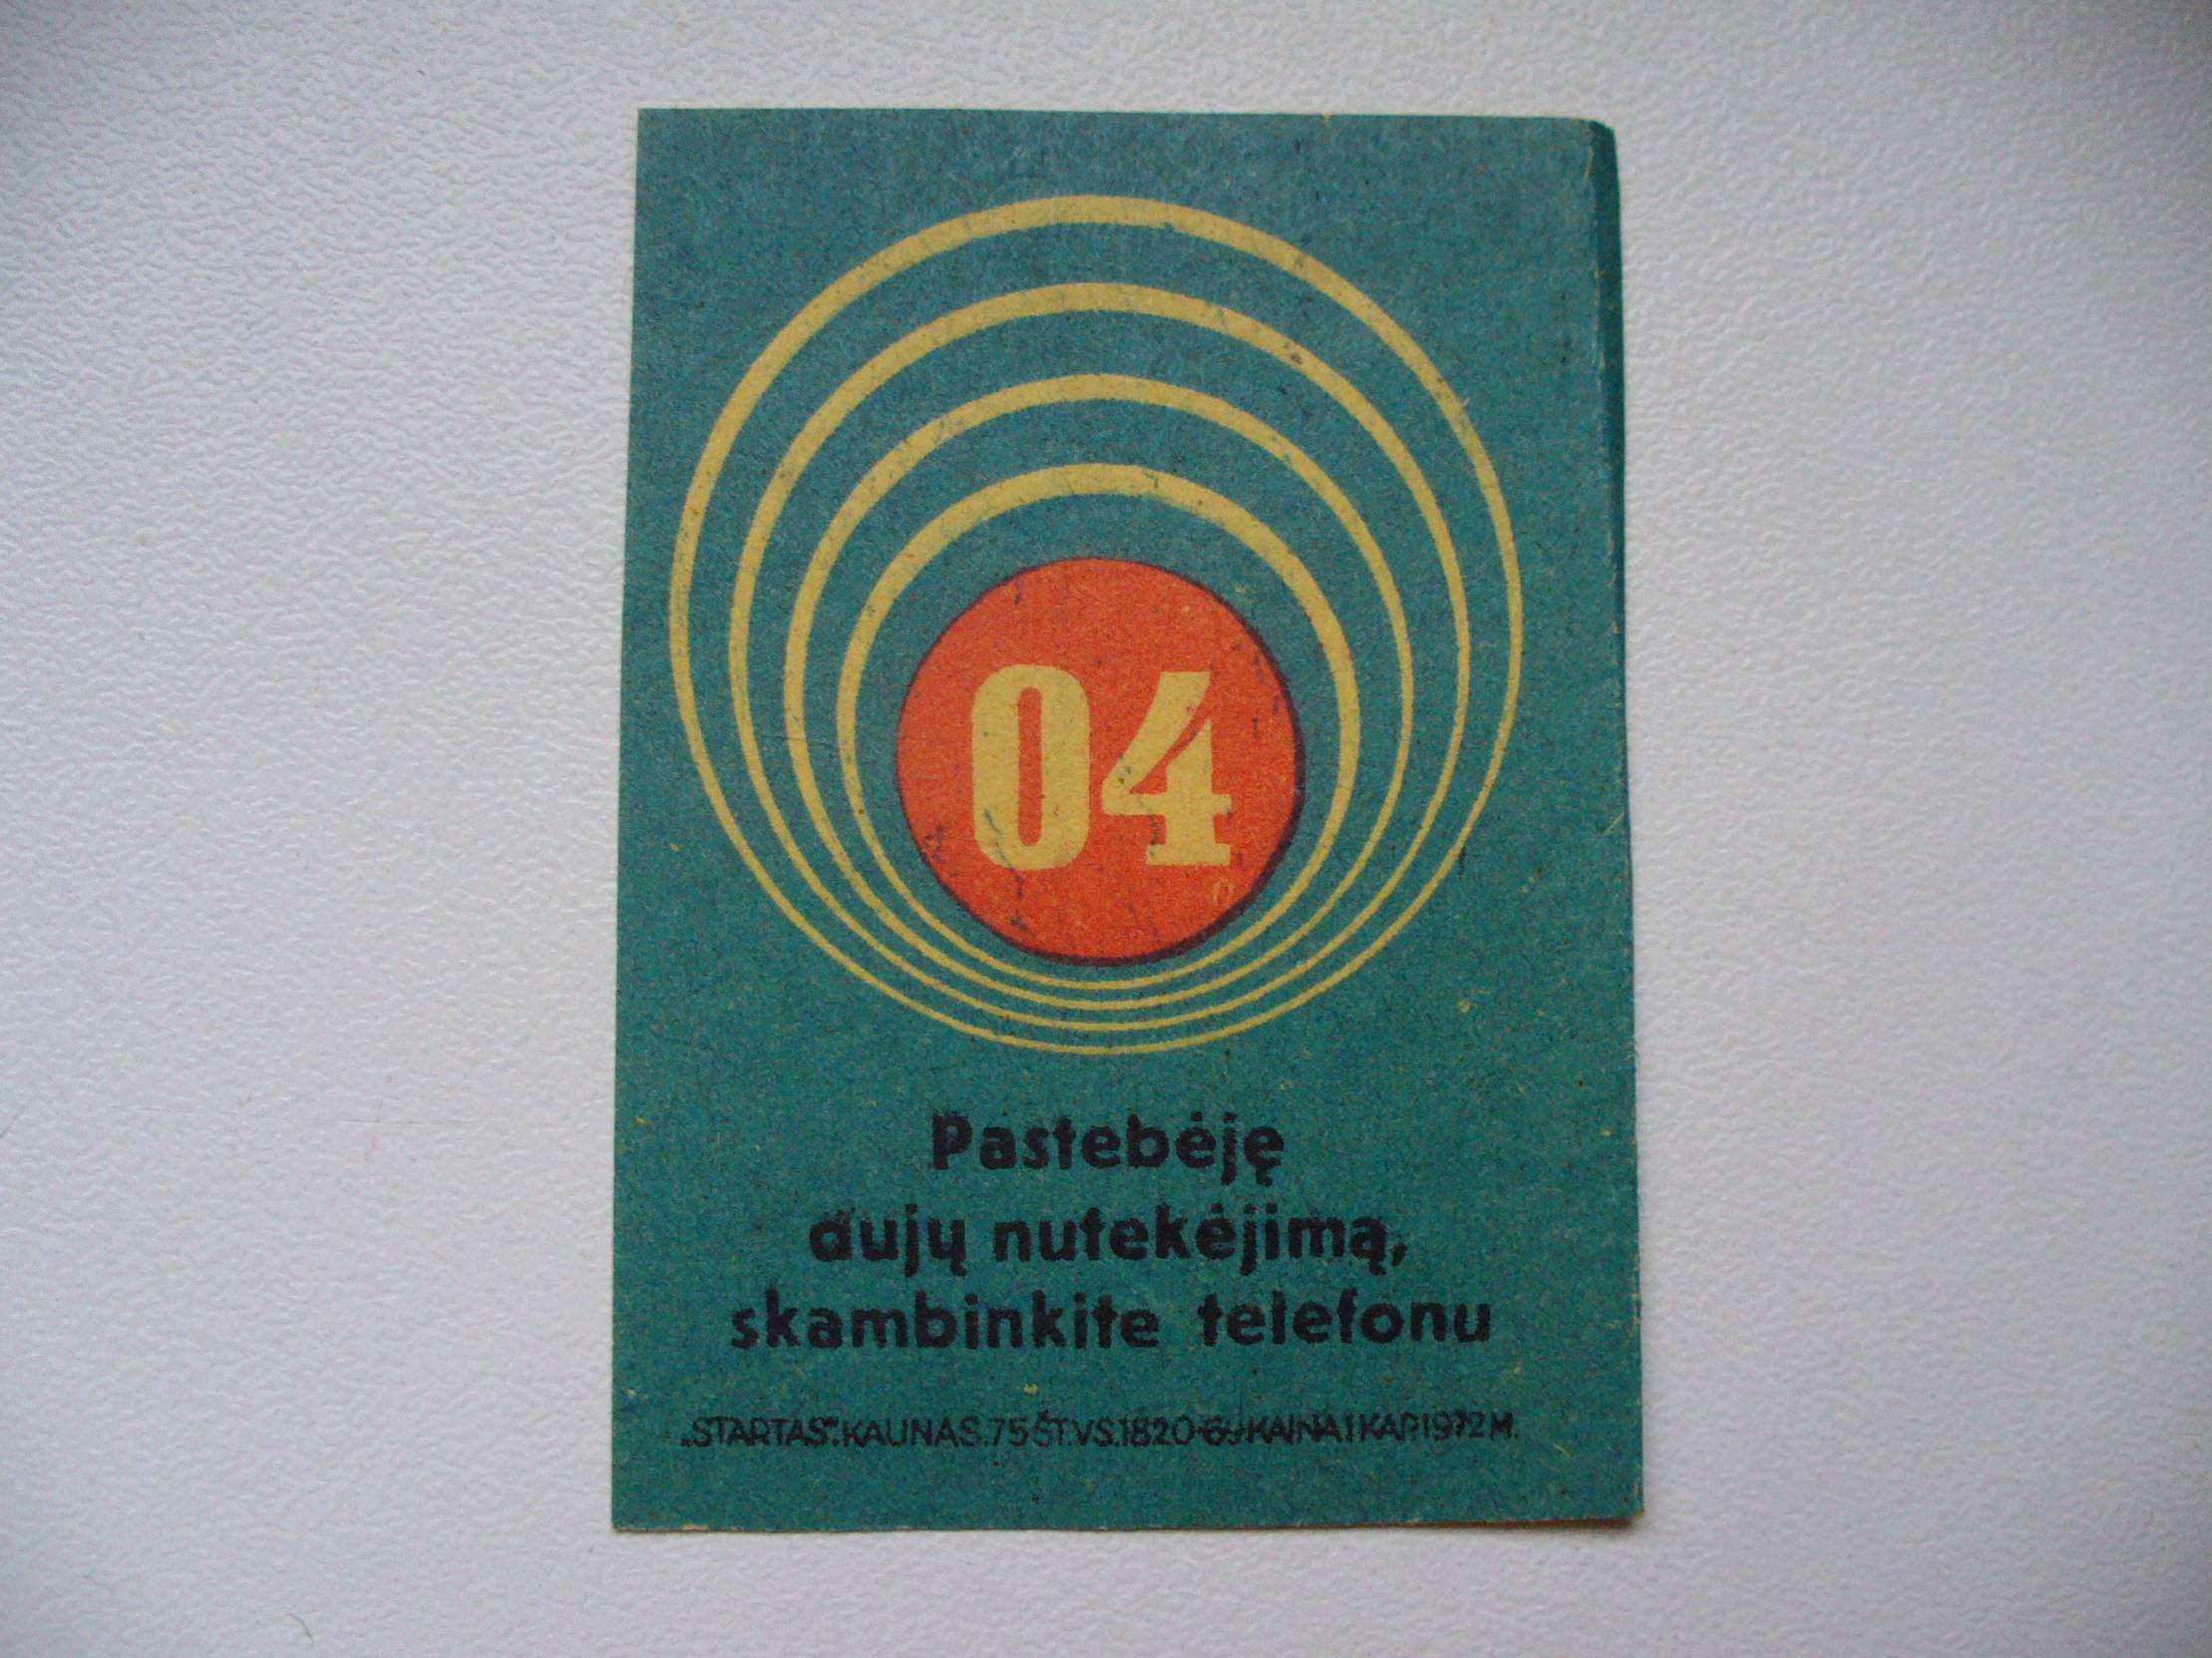 04
Pastebėję
dujų nutekėjimą,
skambinkite telefonu
„STARTAS“. KAUNAS. 75 ŠT. VS. 1820-69 KAINA 1 KAP. 1972 M.